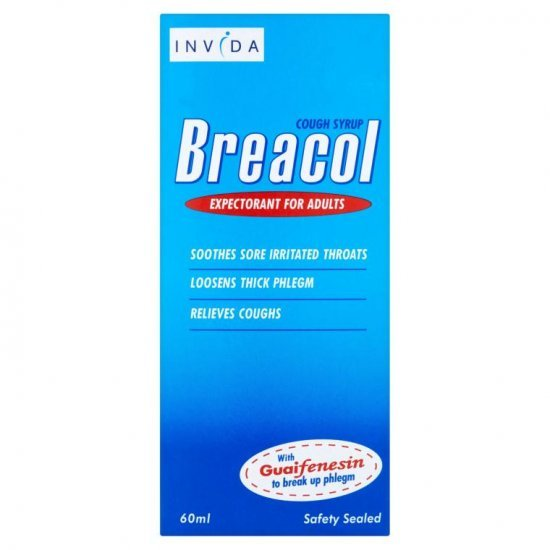 INVIDA
COUGH SYRUP
Breacol
EXPECTORANT FOR ADULTS
SOOTHES SORE IRRITATED THROATS
LOOSENS THICK PHLEGM
RELIEVES COUGHS
With
Guaifenesin
to break up phlegm
60ml Safety Sealed